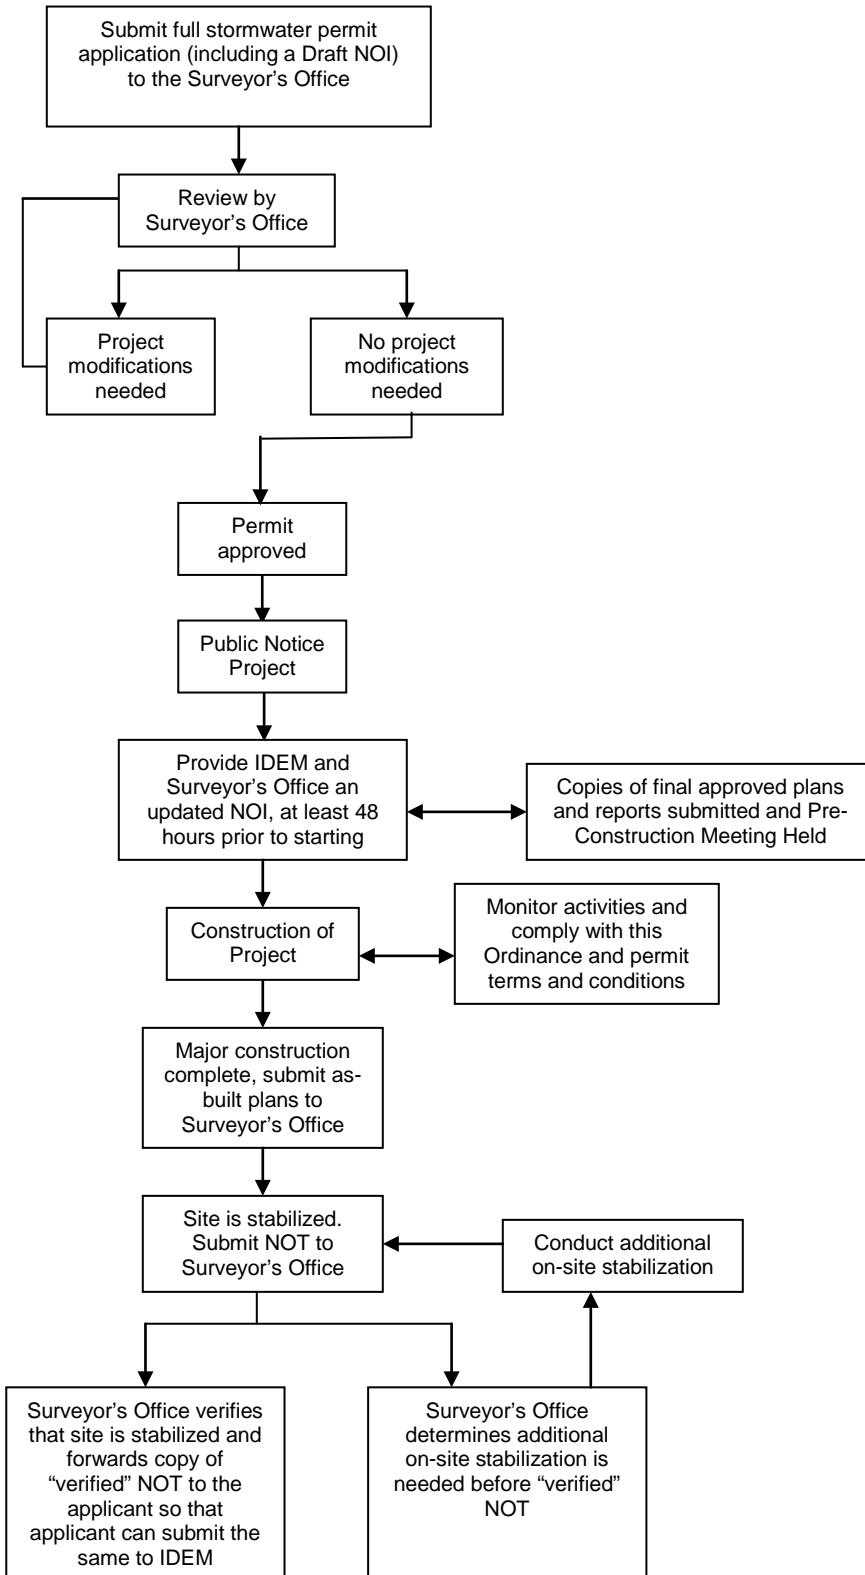 Submit full stormwater permit
application (including a Draft NOI)
to the Surveyor’s Office
Review by
Surveyor’s Office
Project
modifications
needed
No project
modifications
needed
Permit
approved
Public Notice
Project
Provide IDEM and
Surveyor’s Office an
updated NOI, at least 48
hours prior to starting
Copies of final approved plans
and reports submitted and Pre-
Construction Meeting Held
Construction of
Project
Monitor activities and
comply with this
Ordinance and permit
terms and conditions
Major construction
complete, submit as-
built plans to
Surveyor’s Office
Site is stabilized.
Submit NOT to
Surveyor’s Office
Conduct additional
on-site stabilization
Surveyor’s Office verifies
that site is stabilized and
forwards copy of
“verified” NOT to the
applicant so that
applicant can submit the
same to IDEM
Surveyor’s Office
determines additional
on-site stabilization is
needed before “verified”
NOT